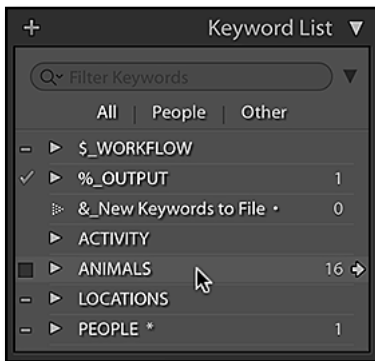 + Keyword List ▼
Filter Keywords
All | People | Other
$_WORKFLOW
%_OUTPUT 1
&_New Keywords to File • 0
ACTIVITY
ANIMALS 16
LOCATIONS
PEOPLE * 1